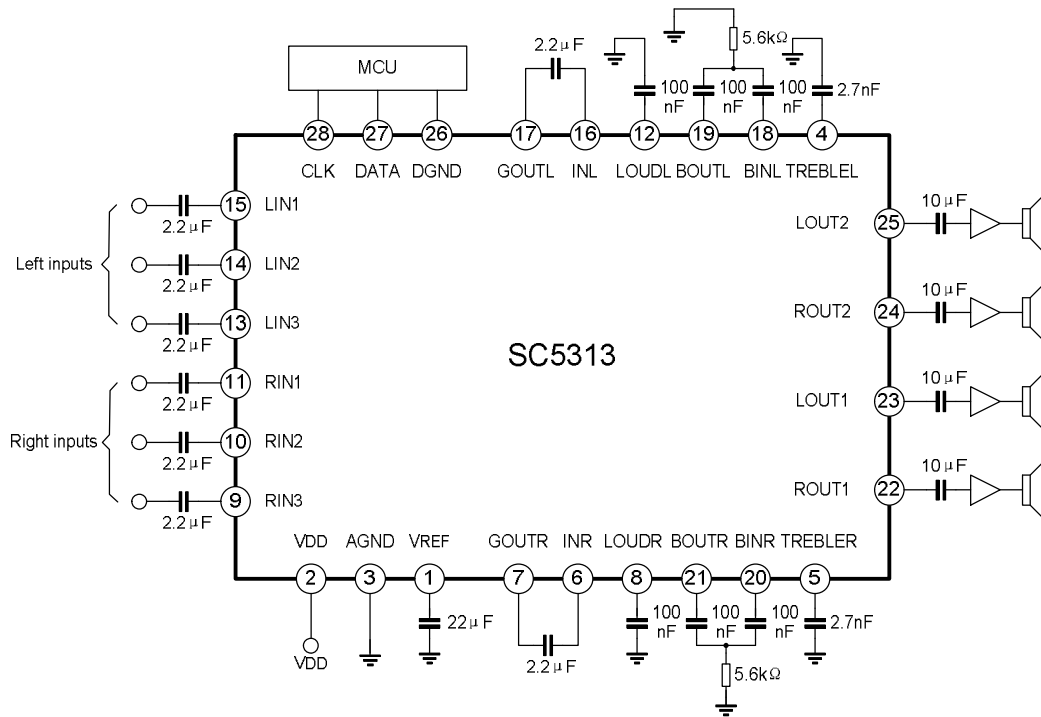 5.6kΩ
2.2μF
MCU
100
nF
100
nF
100
nF
2.7nF
28
27
26
17
16
12
19
18
4
CLK
DATA
DGND
GOUTL
INL
LOUDL
BOUTL
BINL
TREBLEL
15
LIN1
2.2μF
14
LIN2
2.2μF
13
LIN3
2.2μF
Left inputs
11
RIN1
2.2μF
10
RIN2
2.2μF
9
RIN3
2.2μF
Right inputs
SC5313
LOUT2
25
10μF
ROUT2
24
10μF
LOUT1
23
10μF
ROUT1
22
10μF
VDD
AGND
VREF
GOUTR
INR
LOUDR
BOUTR
BINR
TREBLER
2
3
1
7
6
8
21
20
5
22μF
100
nF
100
nF
100
nF
2.7nF
VDD
2.2μF
5.6kΩ